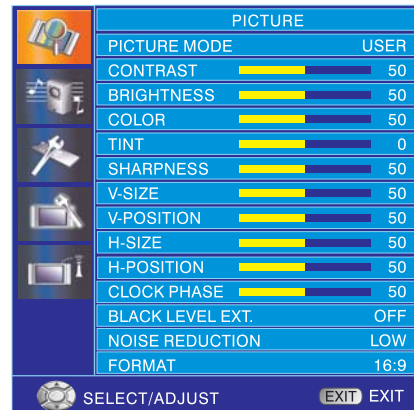 PICTURE
PICTURE MODE USER
CONTRAST 50
BRIGHTNESS 50
COLOR 50
TINT 0
SHARPNESS 50
V-SIZE 50
V-POSITION 50
H-SIZE 50
H-POSITION 50
CLOCK PHASE 50
BLACK LEVEL EXT. OFF
NOISE REDUCTION LOW
FORMAT 16:9
SELECT/ADJUST EXIT EXIT